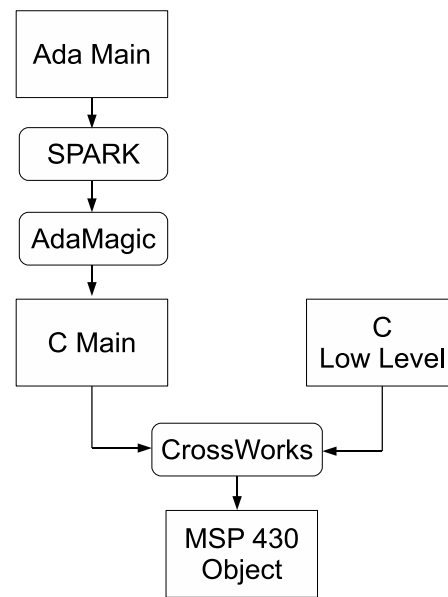 Ada Main
SPARK
AdaMagic
C Main
C
Low Level
CrossWorks
MSP 430
Object